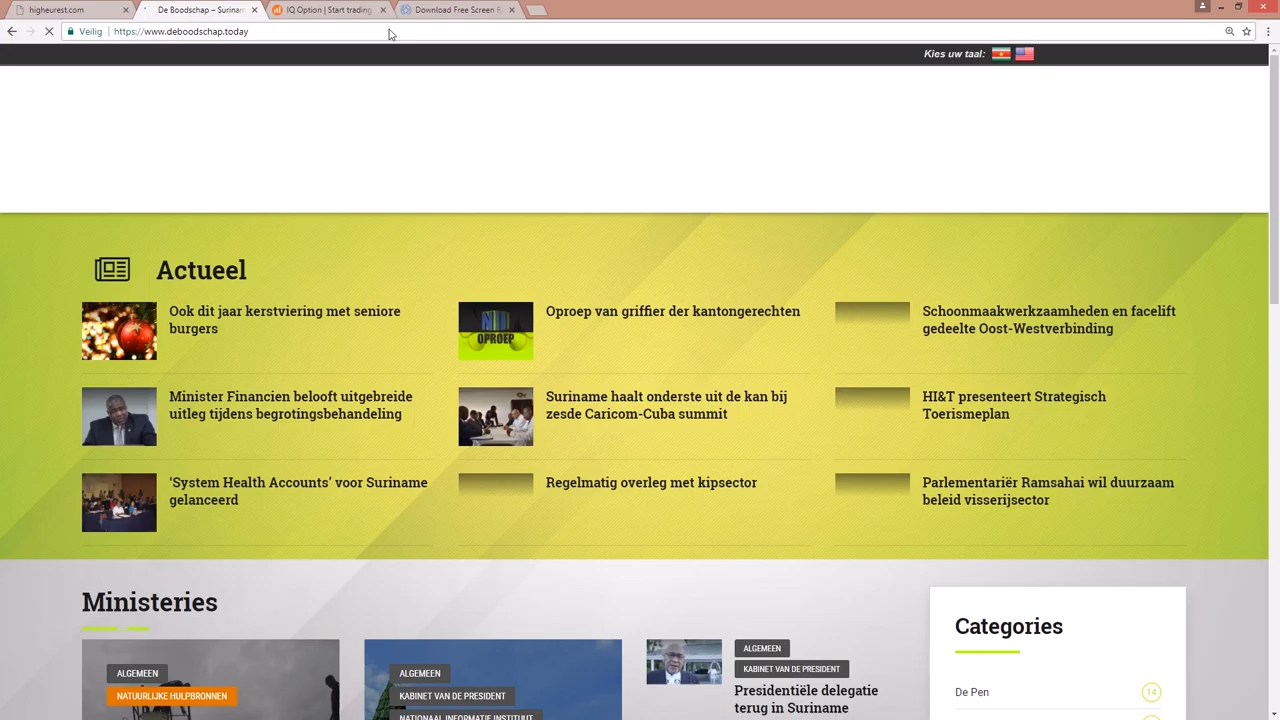 higheurest.com
De Boodschap – Surinam
IQ Option | Start trading
Download Free Screen R
Veilig
https://www.deboodschap.today
Kies uw taal:
Actueel
Ook dit jaar kerstviering met seniore
burgers
Oproep van griffier der kantongerechten
Schoonmaakwerkzaamheden en facelift
gedeelte Oost-Westverbinding
OPROEP
Minister Financien belooft uitgebreide
uitleg tijdens begrotingsbehandeling
Suriname haalt onderste uit de kan bij
zesde Caricom-Cuba summit
HI&T presenteert Strategisch
Toerismeplan
‘System Health Accounts’ voor Suriname
gelanceerd
Regelmatig overleg met kipsector
Parlementariër Ramsahai wil duurzaam
beleid visserijsector
Ministeries
ALGEMEEN
NATUURLIJKE HULPBRONNEN
ALGEMEEN
KABINET VAN DE PRESIDENT
NATIONAAL INFORMATIE INSTITUUT
ALGEMEEN
KABINET VAN DE PRESIDENT
Presidentiële delegatie
terug in Suriname
Categories
De Pen
14